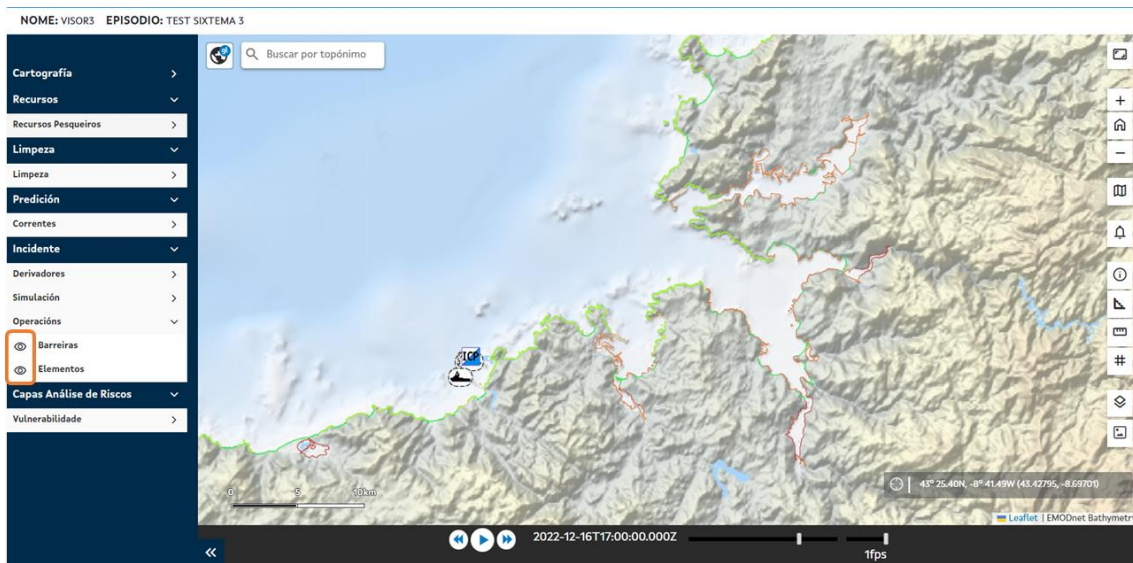 NOME: VISOR3 EPISODIO: TEST SIXTEMA 3
Buscar por topónimo
Cartografía
Recursos
Recursos Pesqueiros
Limpeza
Limpeza
Predición
Correntes
Incidente
Derivadores
Simulación
Operacións
Barreiras
Elementos
Capas Análise de Riscos
Vulnerabilidade
ICP
0 5 10km
43° 25.40N, -8° 41.49W (43.42795, -8.69701)
Leaflet | EMODnet Bathymetr
2022-12-16T17:00:00.000Z
1fps